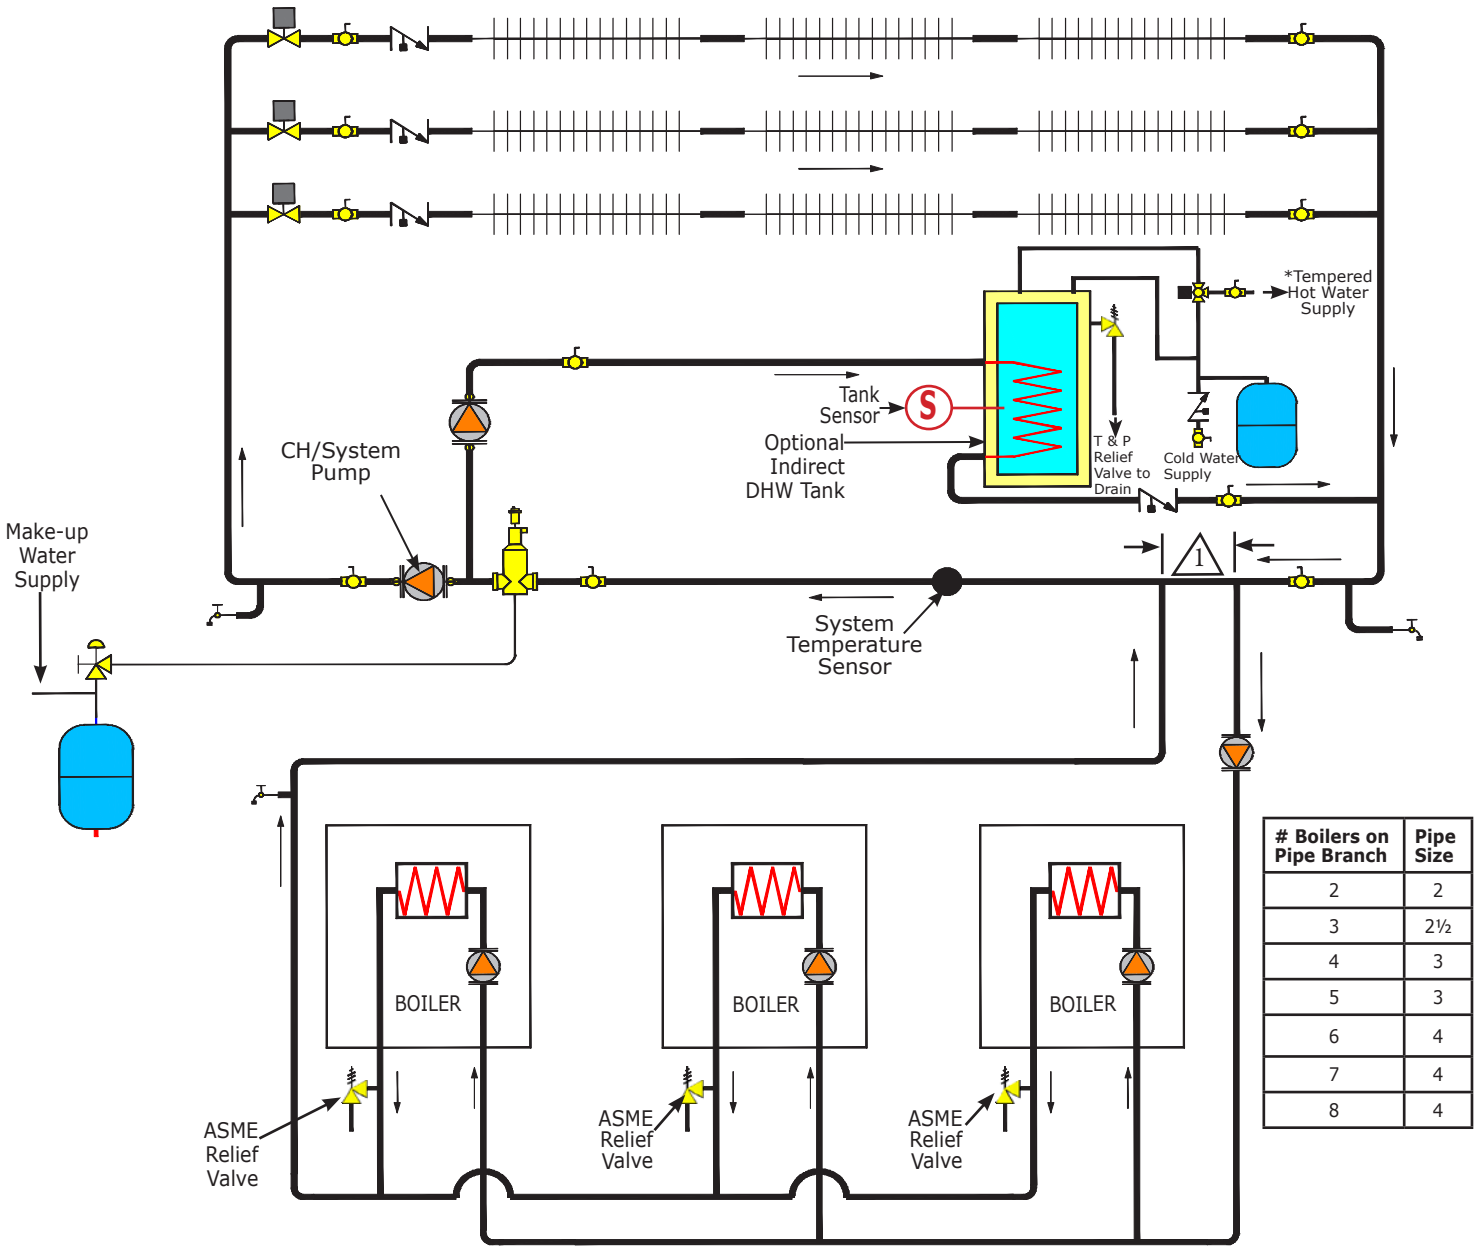 *Tempered
Hot Water
Supply
Tank
Sensor
S
Optional
Indirect
DHW Tank
T & P
Relief
Valve to
Drain
Cold Water
Supply
CH/System
Pump
Make-up
Water
Supply
1
System
Temperature
Sensor
# Boilers on
Pipe Branch
Pipe
Size
2 2
3 2½
4 3
5 3
6 4
7 4
8 4
BOILER
BOILER
BOILER
ASME
Relief
Valve
ASME
Relief
Valve
ASME
Relief
Valve